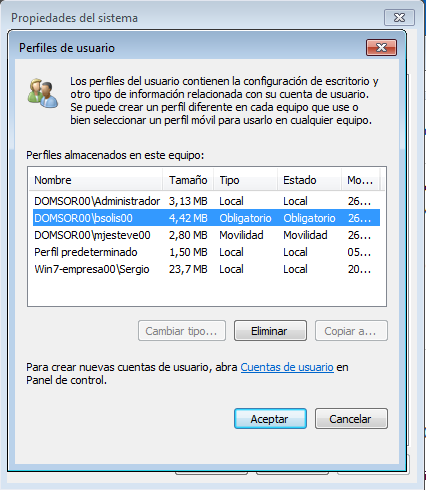 Propiedades del sistema
Perfiles de usuario
Los perfiles del usuario contienen la configuración de escritorio y
otro tipo de información relacionada con su cuenta de usuario.
Se puede crear un perfil diferente en cada equipo que use o
bien seleccionar un perfil móvil para usarlo en cualquier equipo.
Perfiles almacenados en este equipo:
Nombre Tamaño Tipo Estado Mo...
DOMSOR00\Administrador 3,13 MB Local Local 26...
DOMSOR00\bsolis00 4,42 MB Obligatorio Obligatorio 26...
DOMSOR00\mjesteve00 2,80 MB Movilidad Movilidad 26...
Perfil predeterminado 1,50 MB Local Local 05...
Win7-empresa00\Sergio 23,7 MB Local Local 20...
Cambiar tipo... Eliminar Copiar a...
Para crear nuevas cuentas de usuario, abra Cuentas de usuario en
Panel de control.
Aceptar Cancelar